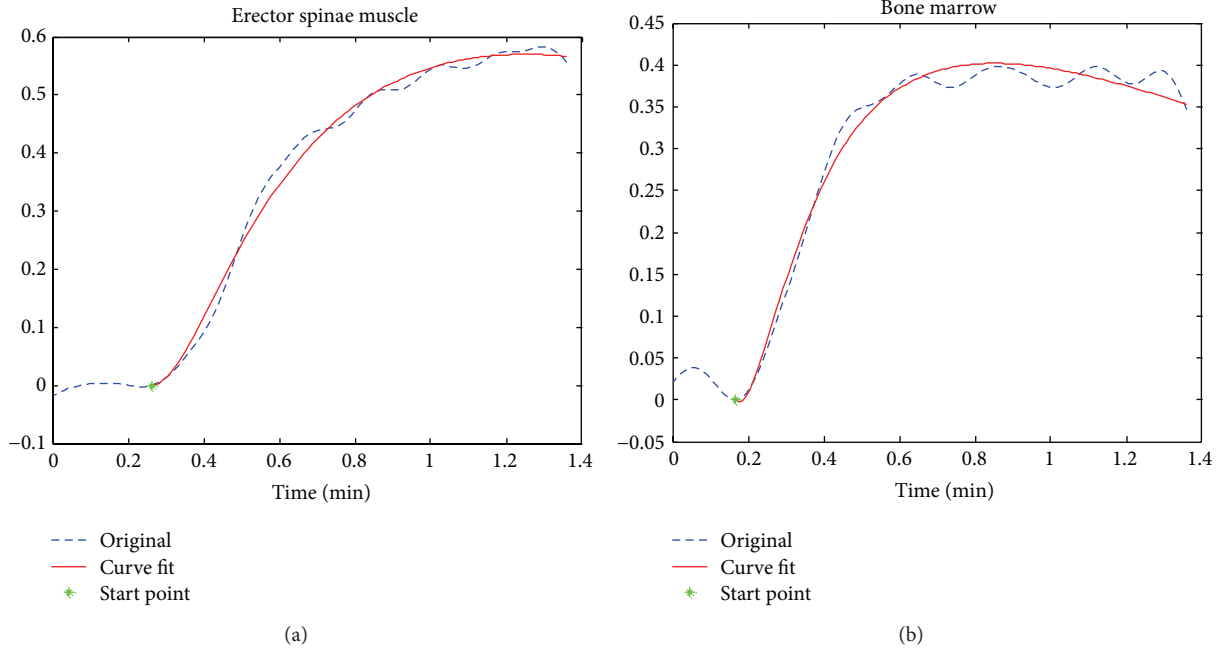 Erector spinae muscle
0.6
0.5
0.4
0.3
0.2
0.1
0
−0.1
0 0.2 0.4 0.6 0.8 1 1.2 1.4
Time (min)
Original
Curve fit
Start point
(a)
Bone marrow
0.45
0.4
0.35
0.3
0.25
0.2
0.15
0.1
0.05
0
−0.05
0 0.2 0.4 0.6 0.8 1 1.2 1.4
Time (min)
Original
Curve fit
Start point
(b)